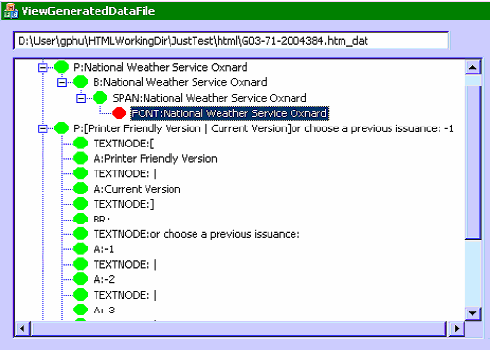 ViewGeneratedDataFile
D:\User\gphu\HTMLWorkingDir\JustTest\html\G03-71-2004384.htm_dat
P:National Weather Service Oxnard
B:National Weather Service Oxnard
SPAN:National Weather Service Oxnard
FONT:National Weather Service Oxnard
P:[Printer Friendly Version | Current Version]or choose a previous issuance: -1
TEXTNODE:[
A:Printer Friendly Version
TEXTNODE: |
A:Current Version
TEXTNODE:]
BR:
TEXTNODE:or choose a previous issuance:
A:-1
TEXTNODE: |
A:-2
TEXTNODE: |
A:-3